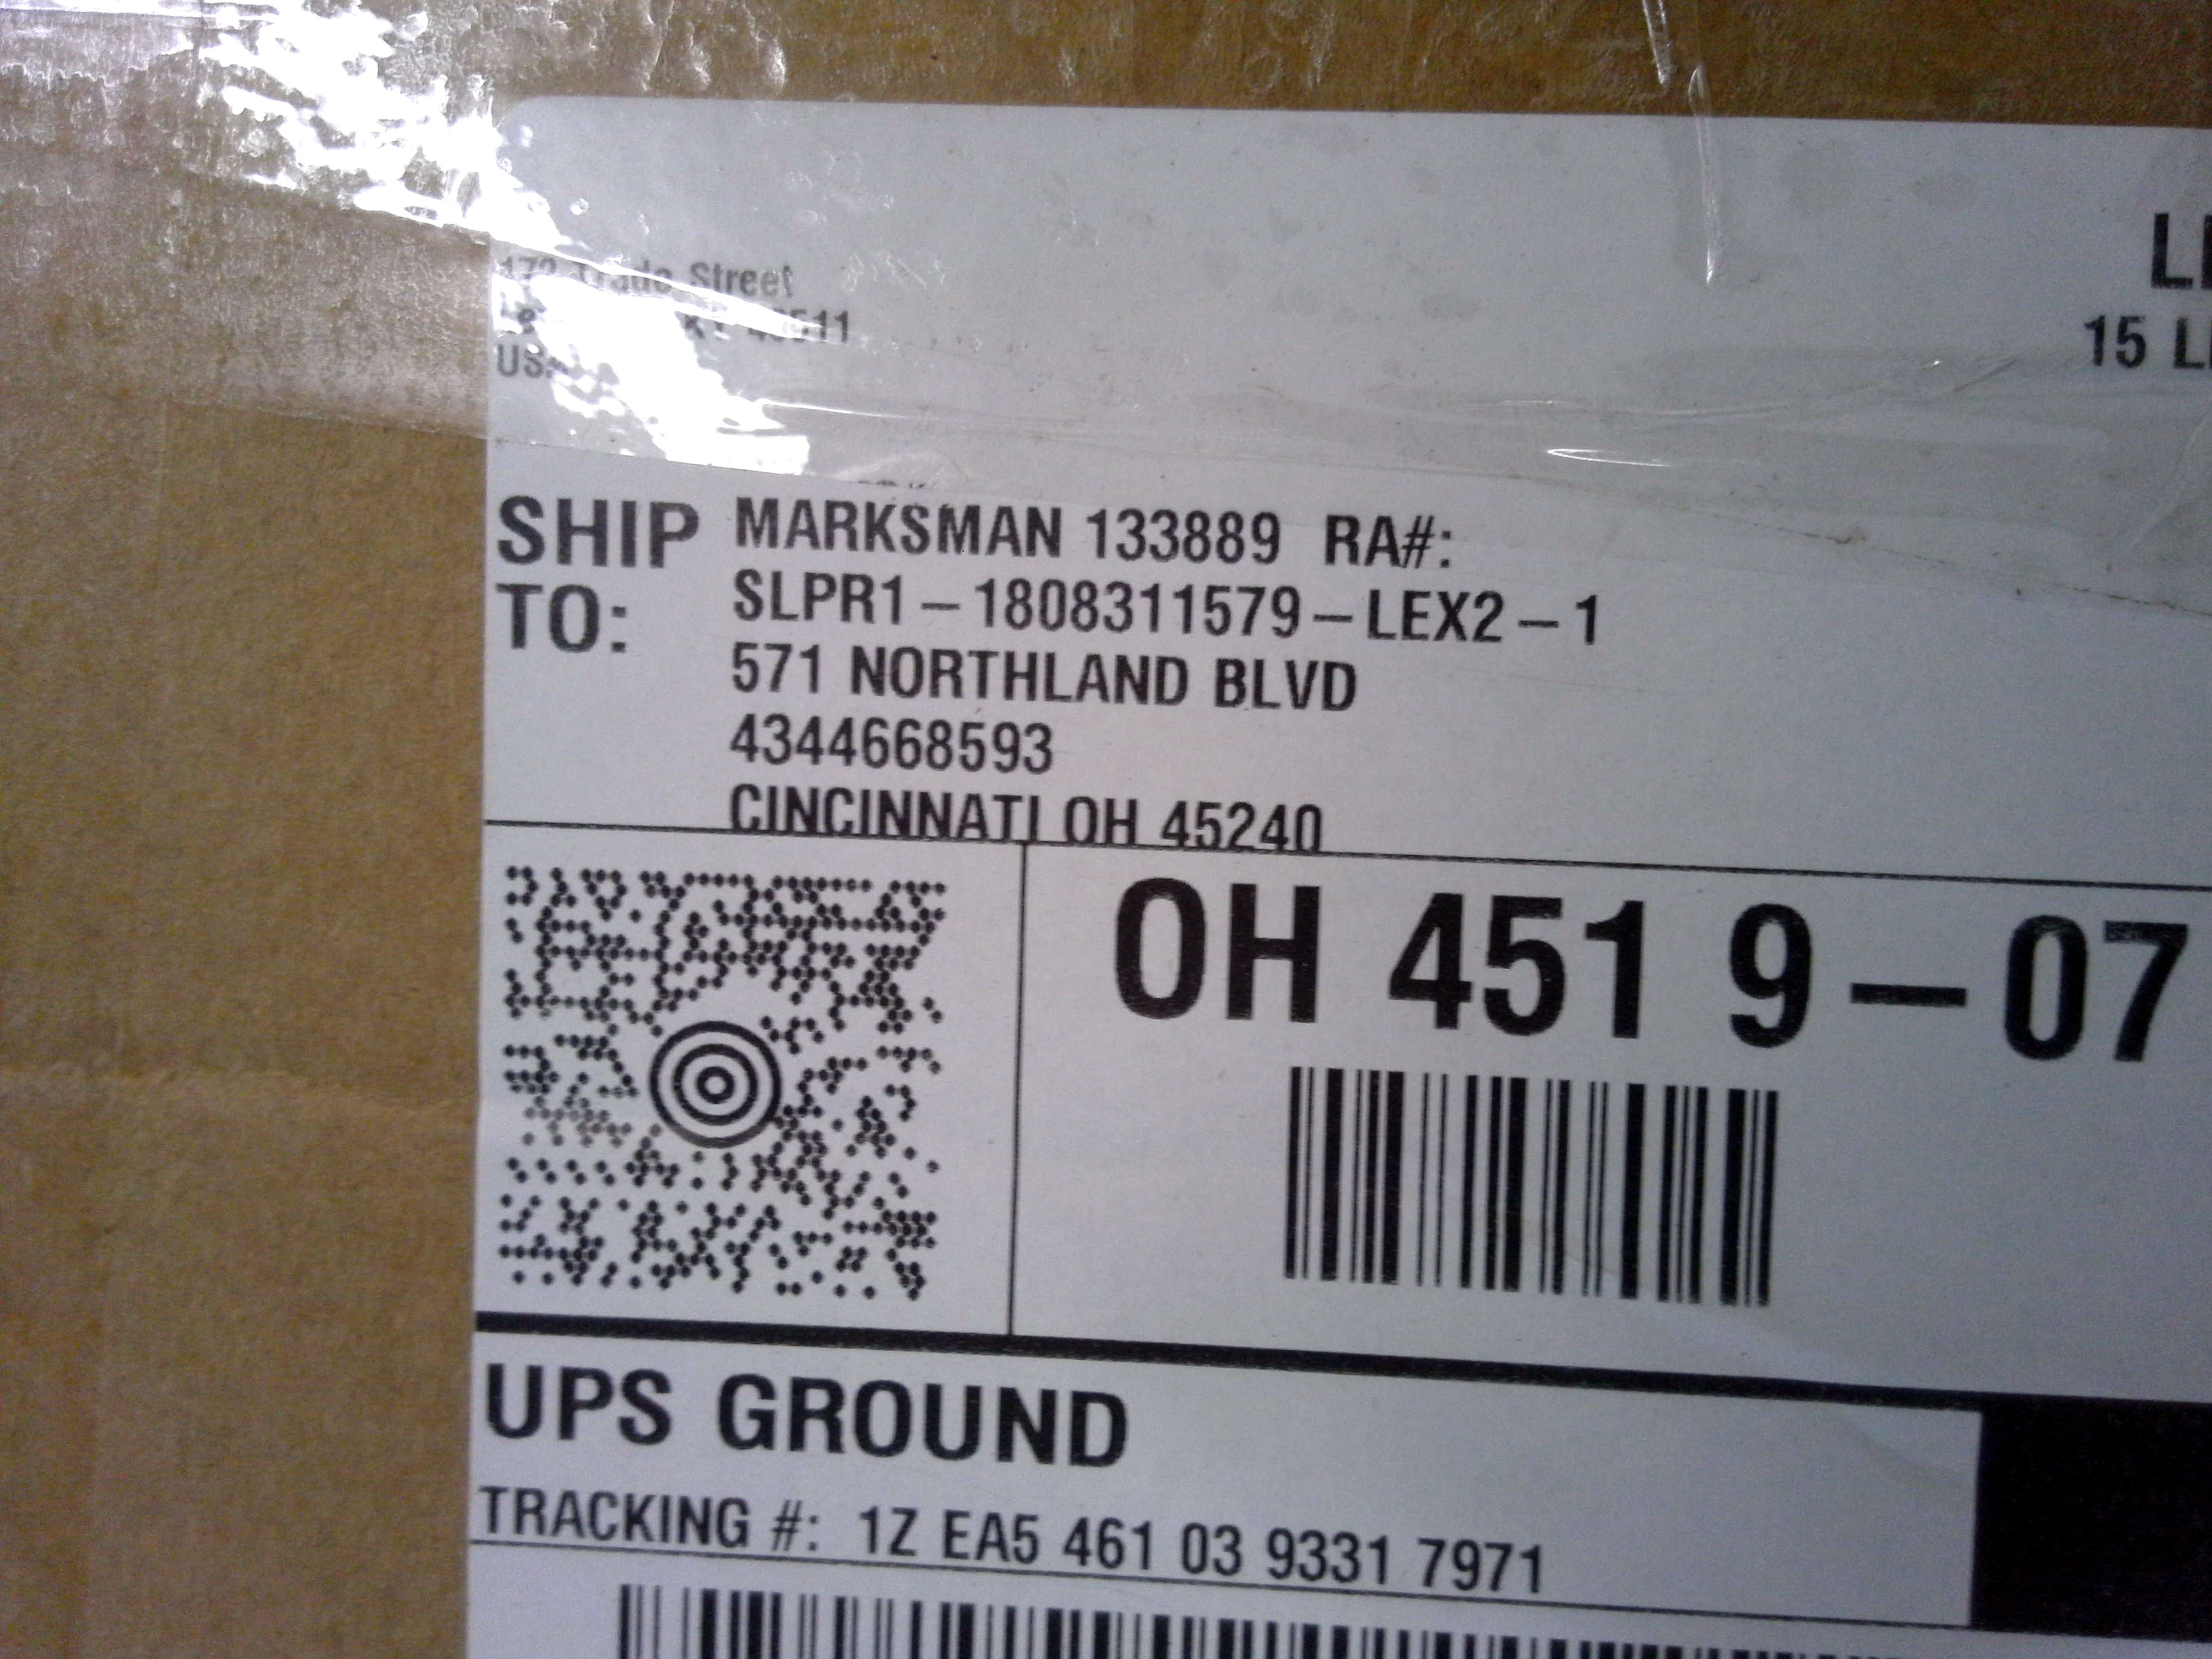 Street
US
15
SHIP TO:
MARKSMAN 133889 RA#:
SLPR1-1808311579-LEX2-1
571 NORTHLAND BLVD
4344668593
CINCINNATI OH 45240
OH 451 9-07
UPS GROUND
TRACKING #: 1Z EA5 461 03 9331 7971